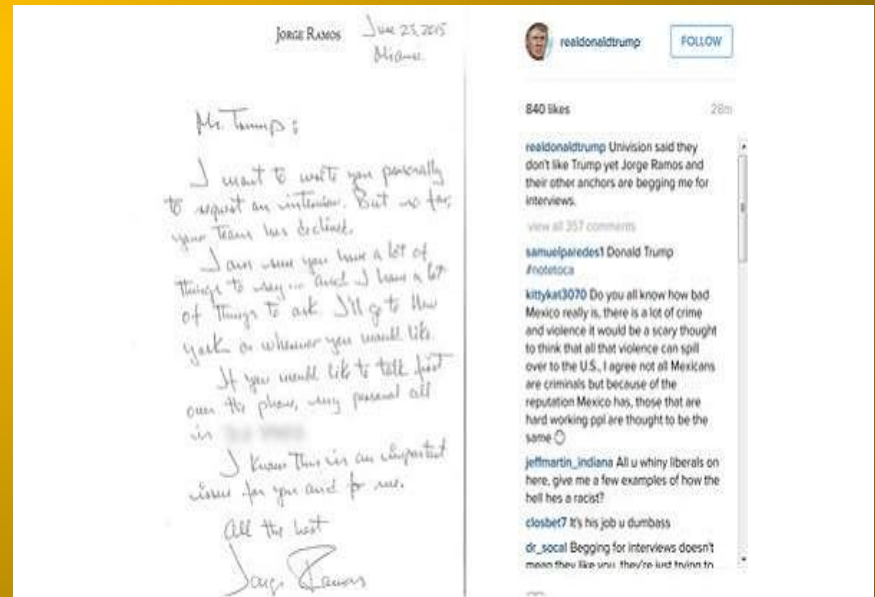 JORGE RAMOS
June 25, 2015
Miami
Mr. Trump:
I want to write you personally
to request an interview. But so far,
your team has declined.
I am sure you have a lot of
things to say... and I have a lot
of things to ask. I'll go to New
York or wherever you would like.
If you would like to talk first
over the phone, my personal cell
is
I know this is an important
issue for you and for me.
All the best
Jorge Ramos
realdonaldtrump
FOLLOW
840 likes
28m
realdonaldtrump Univision said they
don't like Trump yet Jorge Ramos and
their other anchors are begging me for
interviews.
view all 357 comments
samuelparedes1 Donald Trump
#notetoca
kittykat3070 Do you all know how bad
Mexico really is, there is a lot of crime
and violence it would be a scary thought
to think that all that violence can spill
over to the U.S., I agree not all Mexicans
are criminals but because of the
reputation Mexico has, those that are
hard working ppl are thought to be the
same
jeffmartin_indiana All u whiny liberals on
here, give me a few examples of how the
hell hes a racist?
closbet7 It's his job u dumbass
dr_socal Begging for interviews doesn't
mean they like you, they're just trying to